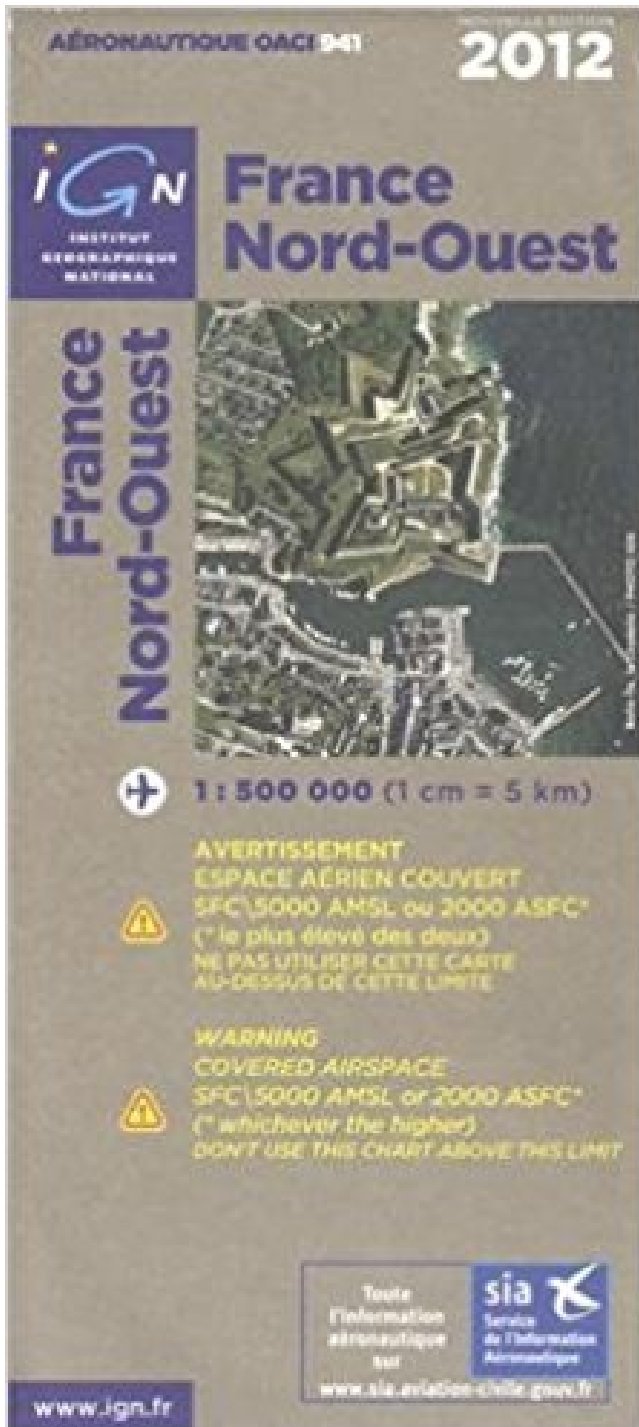 NOUVELLE EDITION
AÉRONAUTIQUE OACI 941
2012
iGN
INSTITUT
GEOGRAPHIQUE
NATIONAL
France
Nord-Ouest
France
Nord-Ouest
1 : 500 000 (1 cm = 5 km)
AVERTISSEMENT
ESPACE AÉRIEN COUVERT
SFC\5000 AMSL ou 2000 ASFC*
(* le plus élevé des deux)
NE PAS UTILISER CETTE CARTE
AU-DESSUS DE CETTE LIMITE
WARNING
COVERED AIRSPACE
SFC\5000 AMSL or 2000 ASFC*
(* whichever the higher)
DON'T USE THIS CHART ABOVE THIS LIMIT
Toute
l'information
aéronautique
sur
sia
Service
de l'Information
Aéronautique
www.sia.aviation-civile.gouv.fr
www.ign.fr